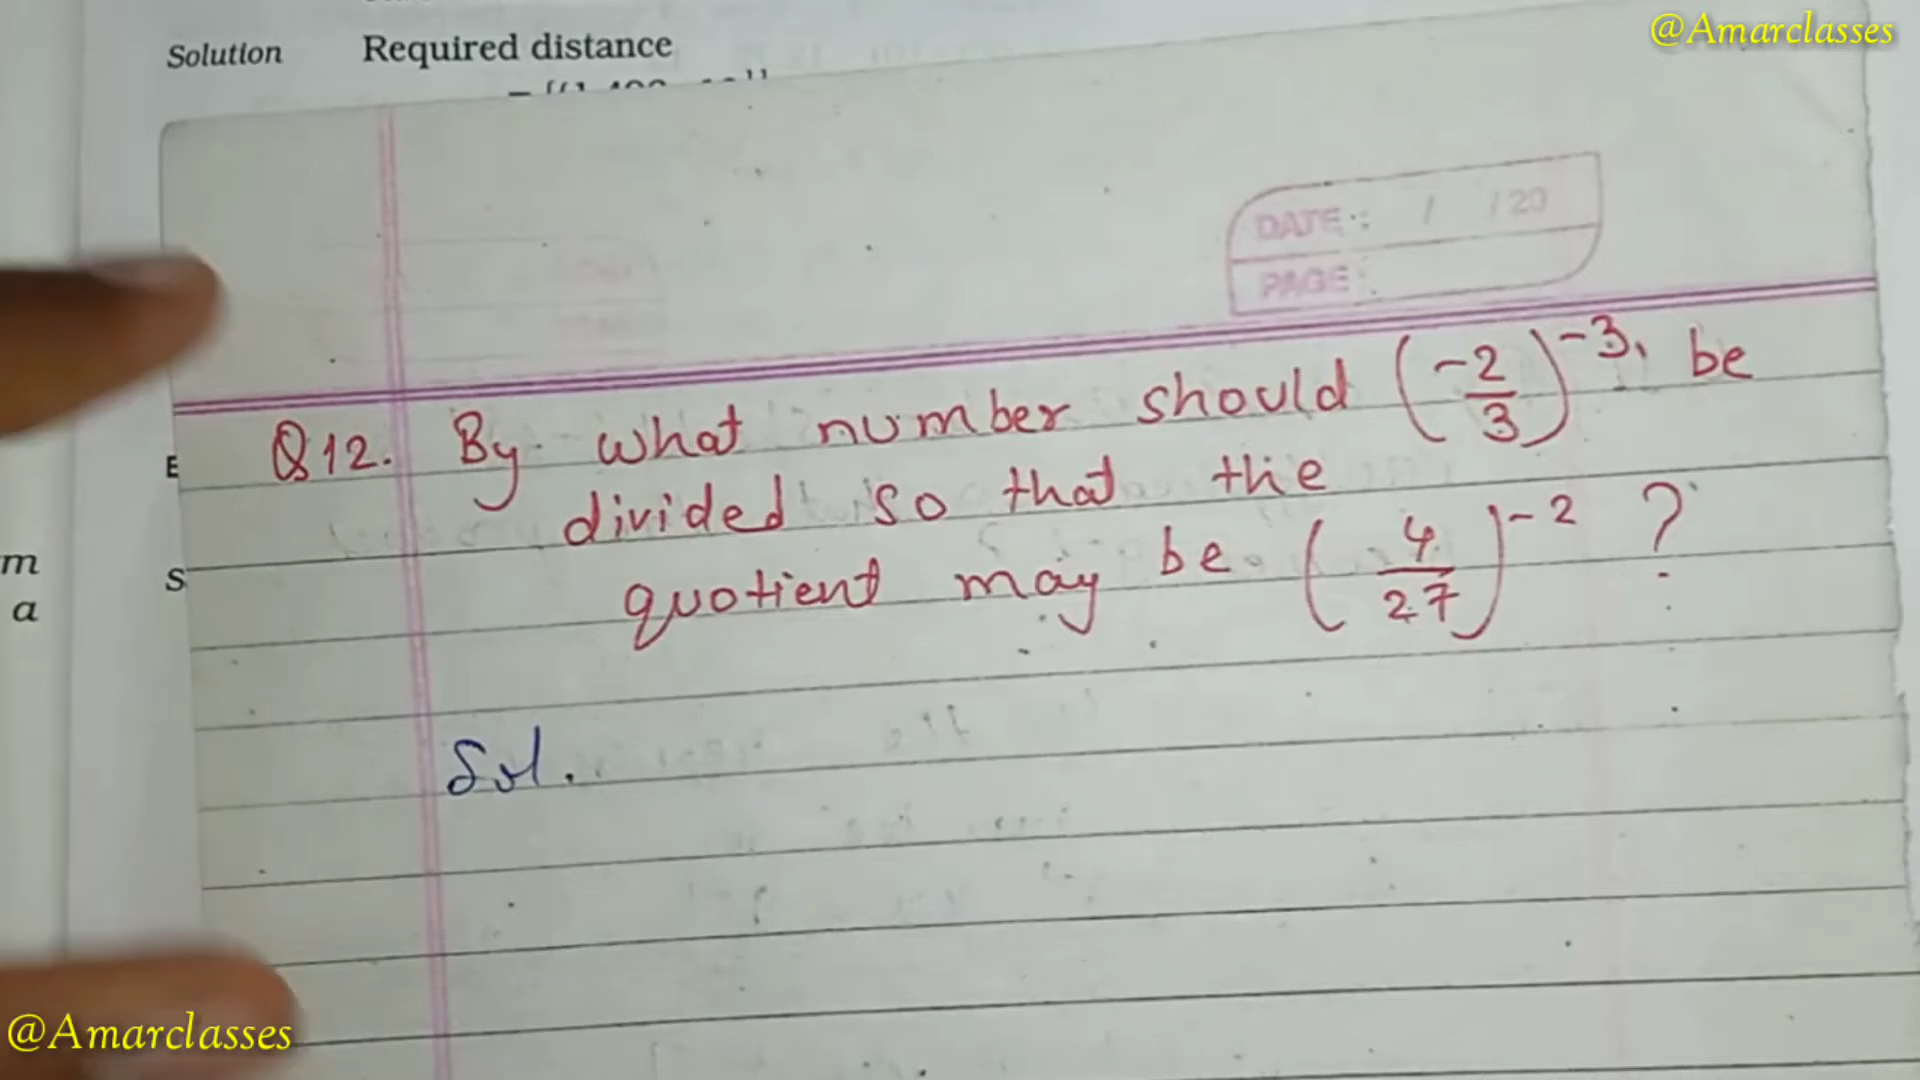 @Amarclasses
Solution Required distance
DATE : / / 20
PAGE :
Q12. By what number should (-2/3)^-3, be
E
divided so that the
quotient may be (4/27)^-2 ?
m
S
a
Sol.
@Amarclasses